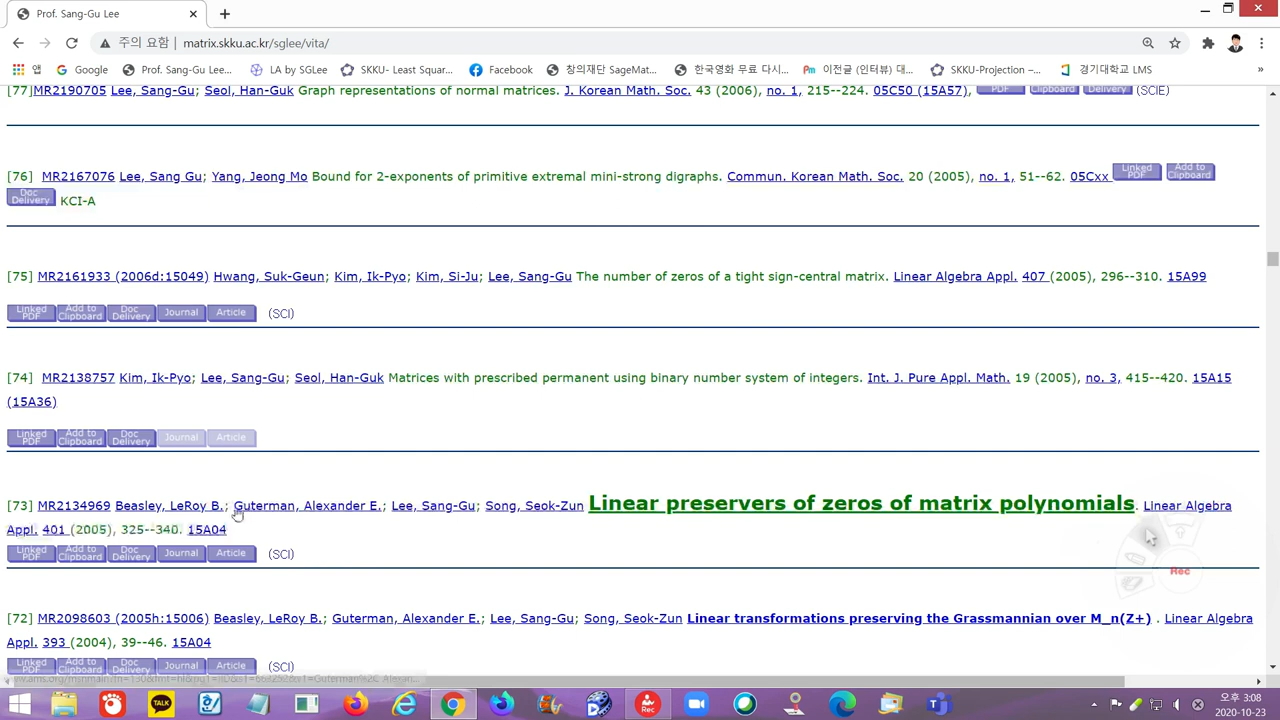 Prof. Sang-Gu Lee
주의 요함 | matrix.skku.ac.kr/sglee/vita/
앱 Google Prof. Sang-Gu Lee... LA by SGLee SKKU- Least Squar... Facebook 창의재단 SageMat... 한국영화 무료 다시... 이전글 (인터뷰) 대... SKKU-Projection –... 경기대학교 LMS »
[77]MR2190705 Lee, Sang-Gu; Seol, Han-Guk Graph representations of normal matrices. J. Korean Math. Soc. 43 (2006), no. 1, 215--224. 05C50 (15A57), PDF Clipboard Delivery (SCIE)
[76] MR2167076 Lee, Sang Gu; Yang, Jeong Mo Bound for 2-exponents of primitive extremal mini-strong digraphs. Commun. Korean Math. Soc. 20 (2005), no. 1, 51--62. 05Cxx Linked PDF Add to Clipboard
Doc Delivery KCI-A
[75] MR2161933 (2006d:15049) Hwang, Suk-Geun; Kim, Ik-Pyo; Kim, Si-Ju; Lee, Sang-Gu The number of zeros of a tight sign-central matrix. Linear Algebra Appl. 407 (2005), 296--310. 15A99
Linked PDF Add to Clipboard Doc Delivery Journal Article (SCI)
[74] MR2138757 Kim, Ik-Pyo; Lee, Sang-Gu; Seol, Han-Guk Matrices with prescribed permanent using binary number system of integers. Int. J. Pure Appl. Math. 19 (2005), no. 3, 415--420. 15A15
(15A36)
Linked PDF Add to Clipboard Doc Delivery Journal Article
[73] MR2134969 Beasley, LeRoy B.; Guterman, Alexander E.; Lee, Sang-Gu; Song, Seok-Zun Linear preservers of zeros of matrix polynomials. Linear Algebra
Appl. 401 (2005), 325--340. 15A04
Linked PDF Add to Clipboard Doc Delivery Journal Article (SCI)
Rec
[72] MR2098603 (2005h:15006) Beasley, LeRoy B.; Guterman, Alexander E.; Lee, Sang-Gu; Song, Seok-Zun Linear transformations preserving the Grassmannian over M_n(Z+) . Linear Algebra
Appl. 393 (2004), 39--46. 15A04
Linked PDF Add to Clipboard Doc Delivery Journal Article (SCI)
TALK Rec
오후 3:08
2020-10-23